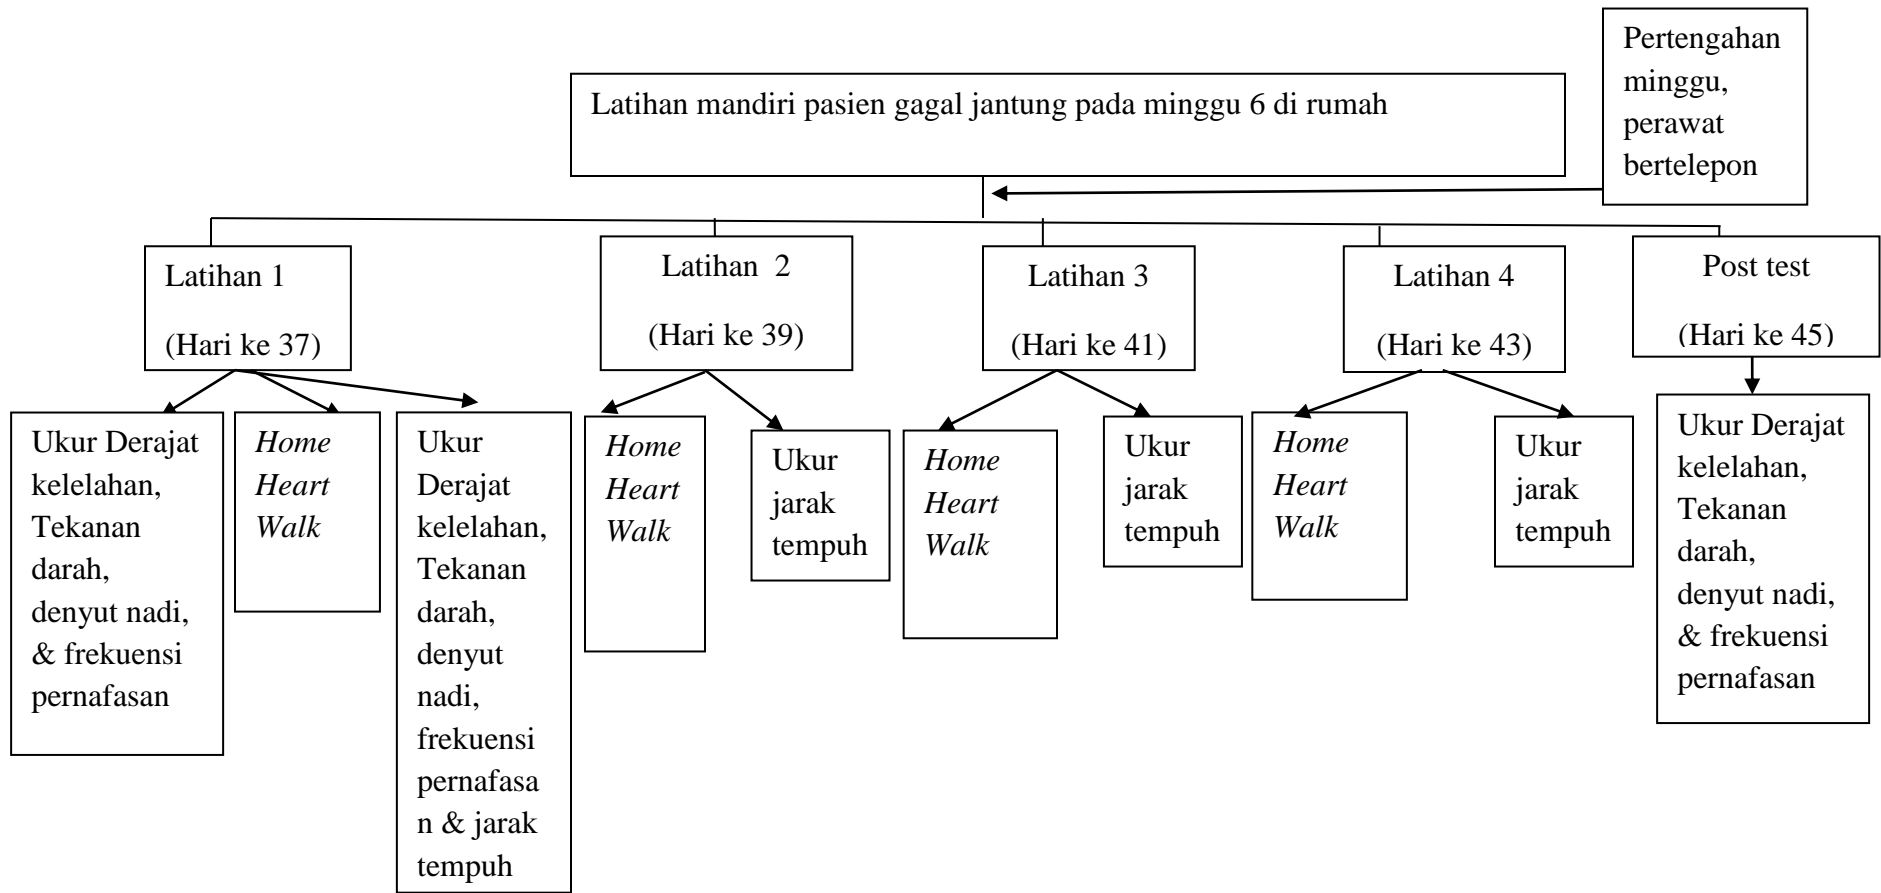 Pertengahan
minggu,
perawat
bertelepon
Latihan mandiri pasien gagal jantung pada minggu 6 di rumah
Latihan 1
(Hari ke 37)
Latihan 2
(Hari ke 39)
Latihan 3
(Hari ke 41)
Latihan 4
(Hari ke 43)
Post test
(Hari ke 45)
Ukur Derajat
kelelahan,
Tekanan
darah,
denyut nadi,
& frekuensi
pernafasan
Home
Heart
Walk
Ukur
Derajat
kelelahan,
Tekanan
darah,
denyut
nadi,
frekuensi
pernafasa
n & jarak
tempuh
Home
Heart
Walk
Ukur
jarak
tempuh
Home
Heart
Walk
Ukur
jarak
tempuh
Home
Heart
Walk
Ukur
jarak
tempuh
Ukur Derajat
kelelahan,
Tekanan
darah,
denyut nadi,
& frekuensi
pernafasan